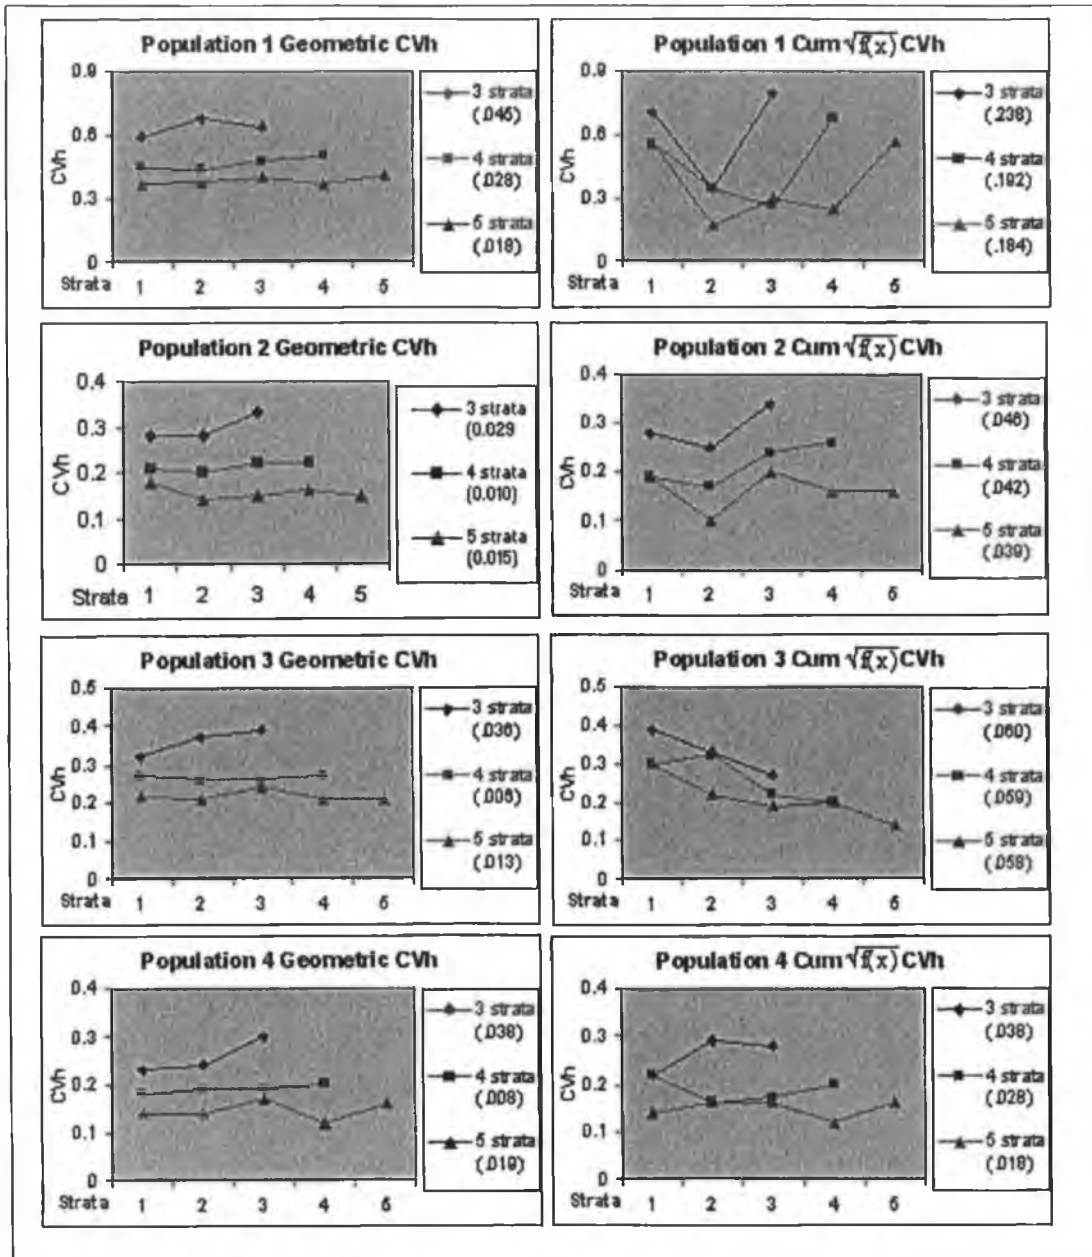 Population 1 Geometric CVh
0.9
0.6
0.3
0
CVh
Strata 1 2 3 4 5
3 strata
(.045)
4 strata
(.028)
5 strata
(.018)
Population 1 Cum √f(x) CVh
0.9
0.6
0.3
0
CVh
Strata 1 2 3 4 5
3 strata
(.238)
4 strata
(.192)
5 strata
(.184)
Population 2 Geometric CVh
0.4
0.3
0.2
0.1
0
CVh
Strata 1 2 3 4 5
3 strata
(0.029
4 strata
(0.010)
5 strata
(0.015)
Population 2 Cum √f(x) CVh
0.4
0.3
0.2
0.1
0
CVh
Strata 1 2 3 4 5
3 strata
(.046)
4 strata
(.042)
5 strata
(.039)
Population 3 Geometric CVh
0.5
0.4
0.3
0.2
0.1
0
CVh
Strata 1 2 3 4 5
3 strata
(.036)
4 strata
(.006)
5 strata
(.013)
Population 3 Cum √f(x) CVh
0.5
0.4
0.3
0.2
0.1
0
CVh
Strata 1 2 3 4 5
3 strata
(.060)
4 strata
(.059)
5 strata
(.058)
Population 4 Geometric CVh
0.4
0.3
0.2
0.1
0
CVh
Strata 1 2 3 4 5
3 strata
(.038)
4 strata
(.008)
5 strata
(.019)
Population 4 Cum √f(x) CVh
0.4
0.3
0.2
0.1
0
CVh
Strata 1 2 3 4 5
3 strata
(.038)
4 strata
(.028)
5 strata
(.018)